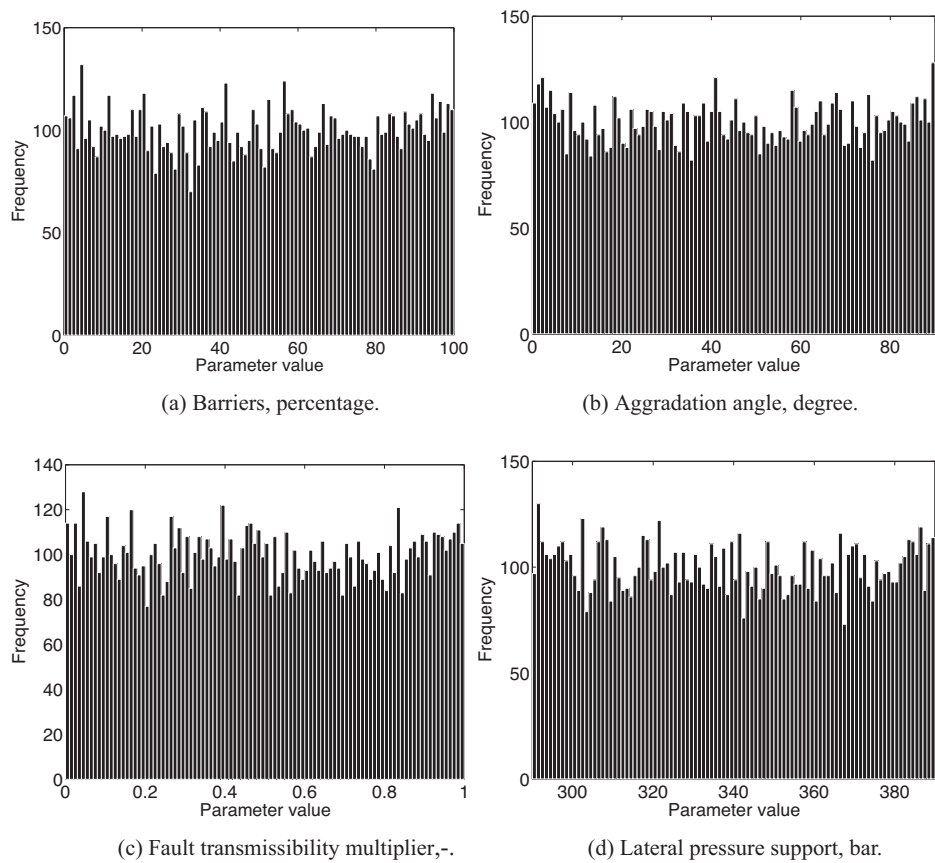 150
100
50
0
Frequency
0 20 40 60 80 100
Parameter value
(a) Barriers, percentage.
150
100
50
0
Frequency
0 20 40 60 80
Parameter value
(b) Aggradation angle, degree.
140
120
100
80
60
40
20
0
Frequency
0 0.2 0.4 0.6 0.8 1
Parameter value
(c) Fault transmissibility multiplier,-.
150
100
50
0
Frequency
300 320 340 360 380
Parameter value
(d) Lateral pressure support, bar.